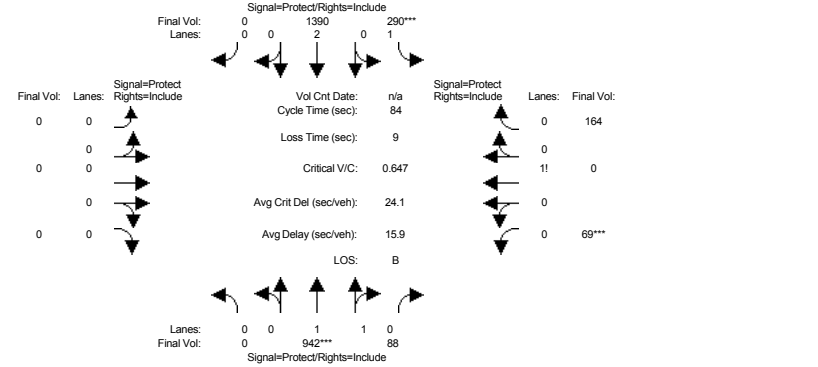 Signal=Protect/Rights=Include
Final Vol: 0 1390 290***
Lanes: 0 0 2 0 1
Signal=Protect Signal=Protect
Final Vol: Lanes: Rights=Include Vol Cnt Date: n/a Rights=Include Lanes: Final Vol:
Cycle Time (sec): 84
0 0 0 164
Loss Time (sec): 9
0 0
0 0 Critical V/C: 0.647 1! 0
0 Avg Crit Del (sec/veh): 24.1 0
0 0 Avg Delay (sec/veh): 15.9 0 69***
LOS: B
Lanes: 0 0 1 1 0
Final Vol: 0 942*** 88
Signal=Protect/Rights=Include